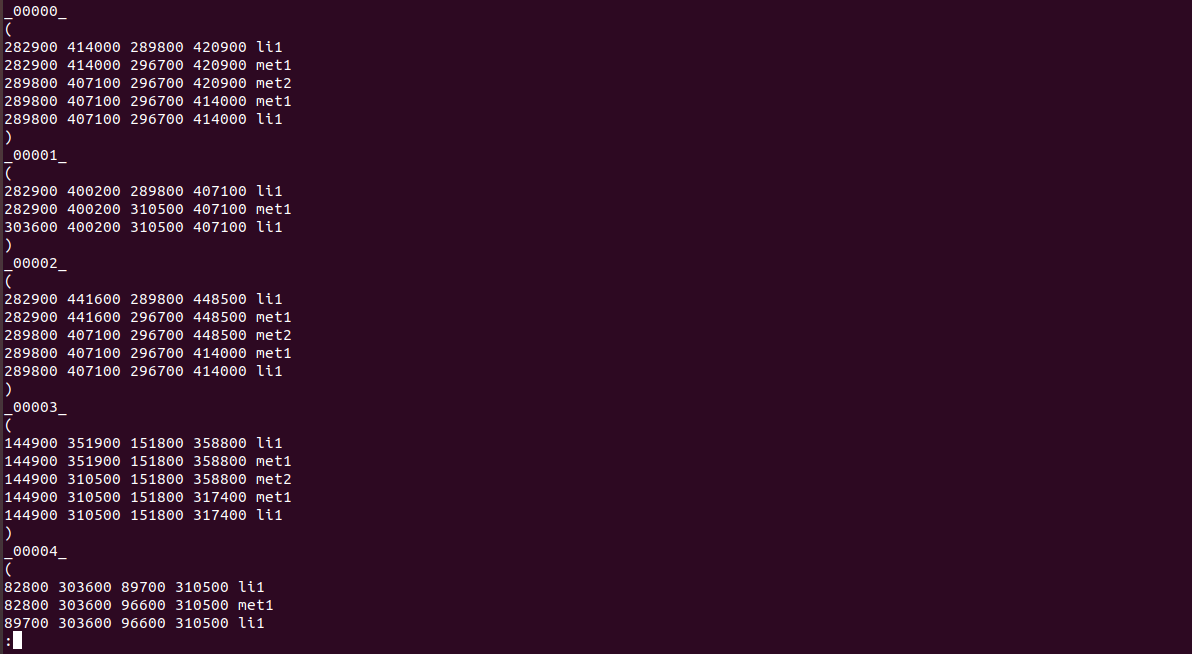 _00000_
(
282900 414000 289800 420900 li1
282900 414000 296700 420900 met1
289800 407100 296700 420900 met2
289800 407100 296700 414000 met1
289800 407100 296700 414000 li1
)
_00001_
(
282900 400200 289800 407100 li1
282900 400200 310500 407100 met1
303600 400200 310500 407100 li1
)
_00002_
(
282900 441600 289800 448500 li1
282900 441600 296700 448500 met1
289800 407100 296700 448500 met2
289800 407100 296700 414000 met1
289800 407100 296700 414000 li1
)
_00003_
(
144900 351900 151800 358800 li1
144900 351900 151800 358800 met1
144900 310500 151800 358800 met2
144900 310500 151800 317400 met1
144900 310500 151800 317400 li1
)
_00004_
(
82800 303600 89700 310500 li1
82800 303600 96600 310500 met1
89700 303600 96600 310500 li1
: